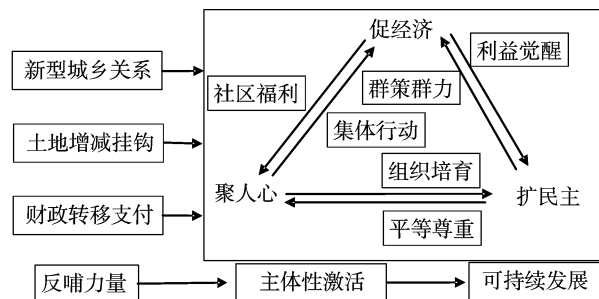 促经济
利益觉醒
新型城乡关系
社区福利
群策群力
集体行动
土地增减挂钩
组织培育
聚人心
扩民主
财政转移支付
平等尊重
反哺力量
主体性激活
可持续发展